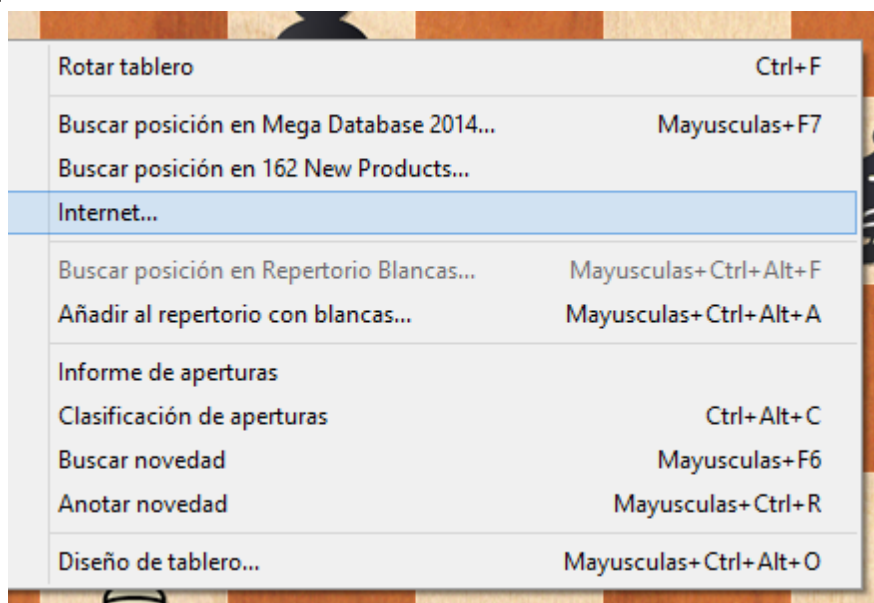 Rotar tablero Ctrl+F
Buscar posición en Mega Database 2014... Mayusculas+F7
Buscar posición en 162 New Products...
Internet...
Buscar posición en Repertorio Blancas... Mayusculas+Ctrl+Alt+F
Añadir al repertorio con blancas... Mayusculas+Ctrl+Alt+A
Informe de aperturas
Clasificación de aperturas Ctrl+Alt+C
Buscar novedad Mayusculas+F6
Anotar novedad Mayusculas+Ctrl+R
Diseño de tablero... Mayusculas+Ctrl+Alt+O